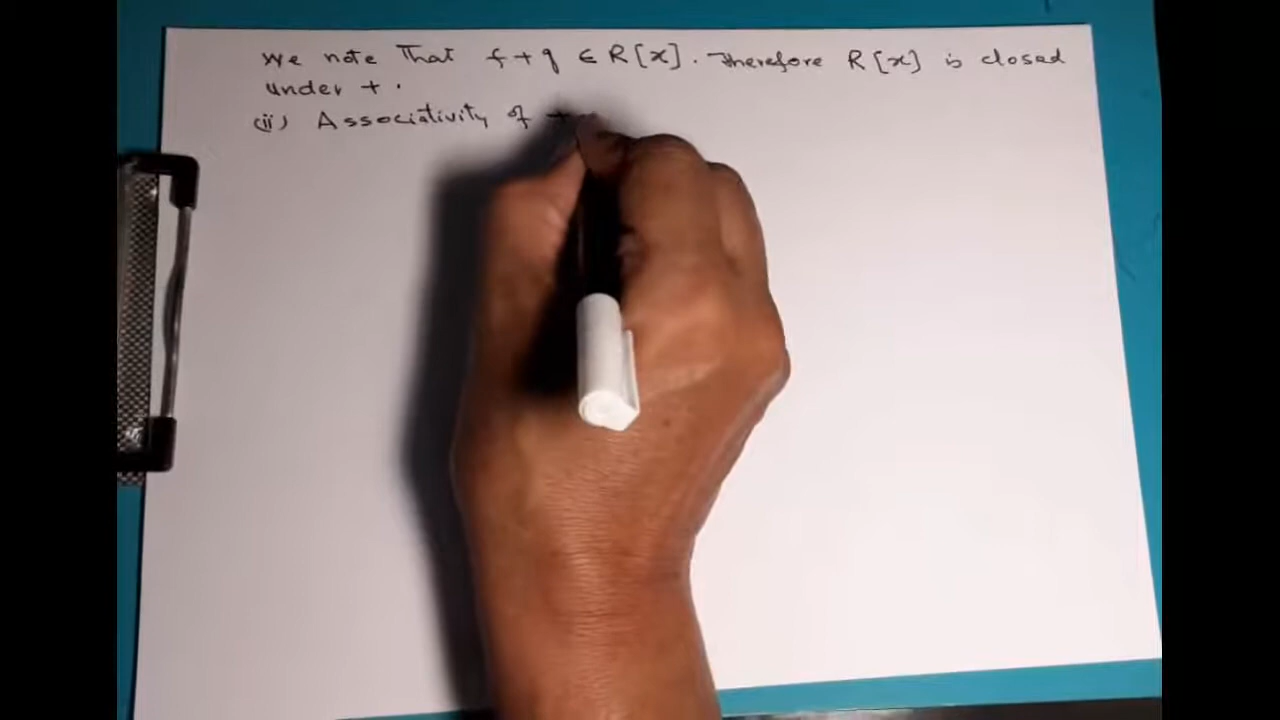 We note that f+g ∈ R[x]. Therefore R[x] is closed
under +.
(ii) Associativity of +